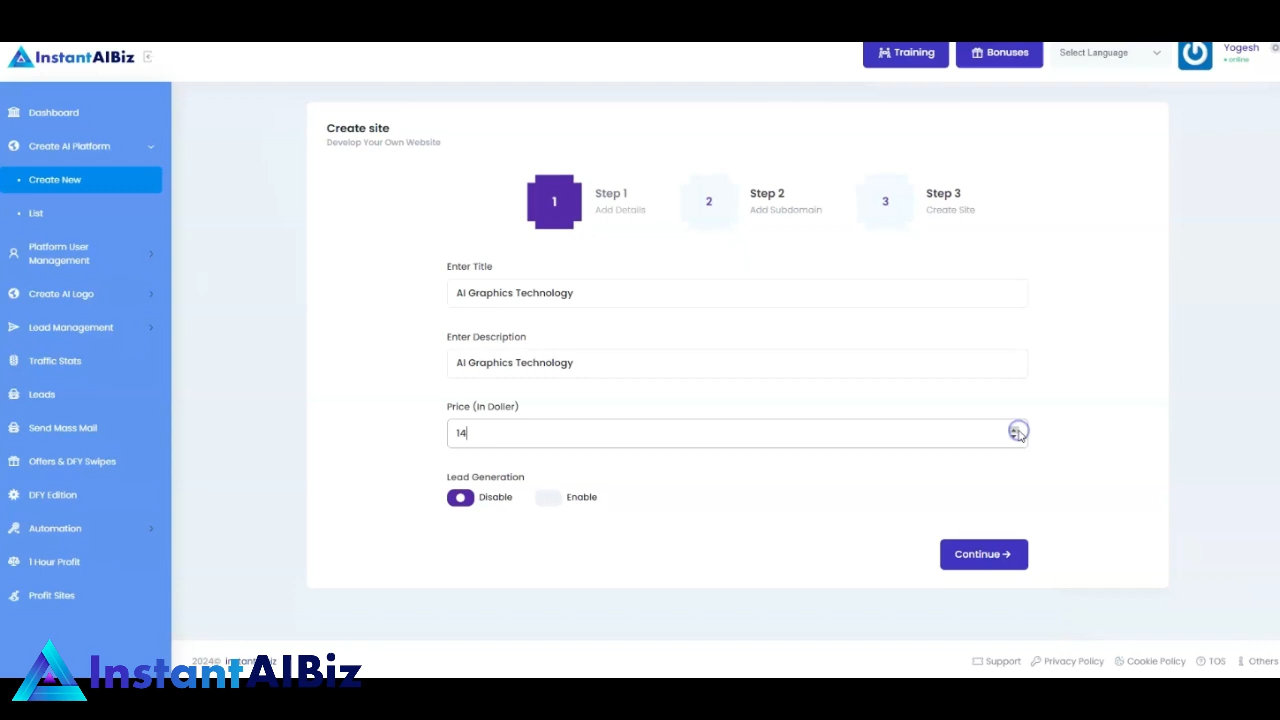 InstantAIBiz
Training
Bonuses
Select Language
Yogesh
online
Dashboard
Create AI Platform
Create New
List
Platform User
Management
Create AI Logo
Lead Management
Traffic Stats
Leads
Send Mass Mail
Offers & DFY Swipes
DFY Edition
Automation
1 Hour Profit
Profit Sites
Create site
Develop Your Own Website
1
Step 1
Add Details
2
Step 2
Add Subdomain
3
Step 3
Create Site
Enter Title
AI Graphics Technology
Enter Description
AI Graphics Technology
Price (In Doller)
14
Lead Generation
Disable
Enable
Continue →
2024©
Support
Privacy Policy
Cookie Policy
TOS
Others
InstantAIBiz